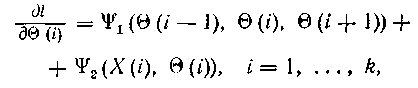 ∂l/∂Θ (i) = Ψ₁ (Θ (i — 1), Θ (i), Θ (i + 1)) +
+ Ψ₂ (X (i), Θ (i)), i = 1, ..., k,